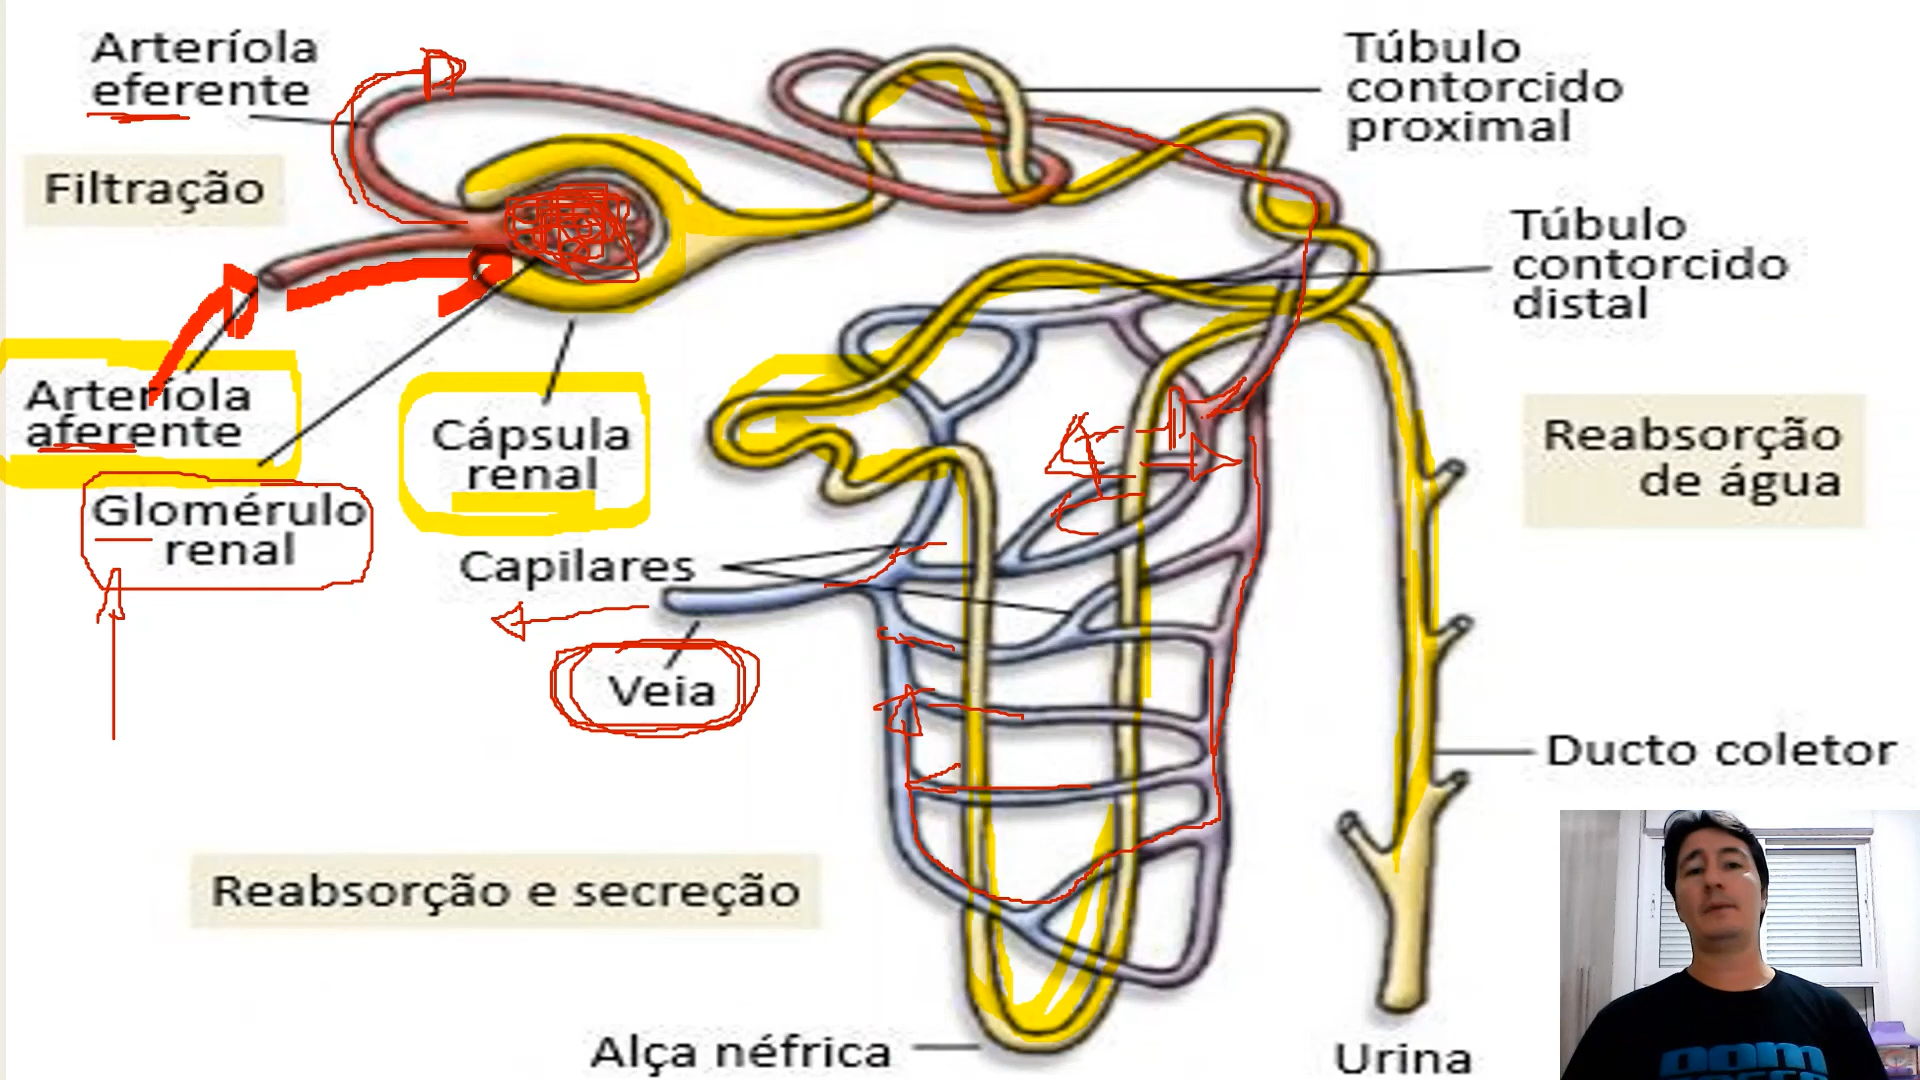 Arteríola
eferente
Filtração
Arteríola
aferente
Glomérulo
renal
Cápsula
renal
Capilares
Veia
Reabsorção e secreção
Alça néfrica
Túbulo
contorcido
proximal
Túbulo
contorcido
distal
Reabsorção
de água
Ducto coletor
Urina